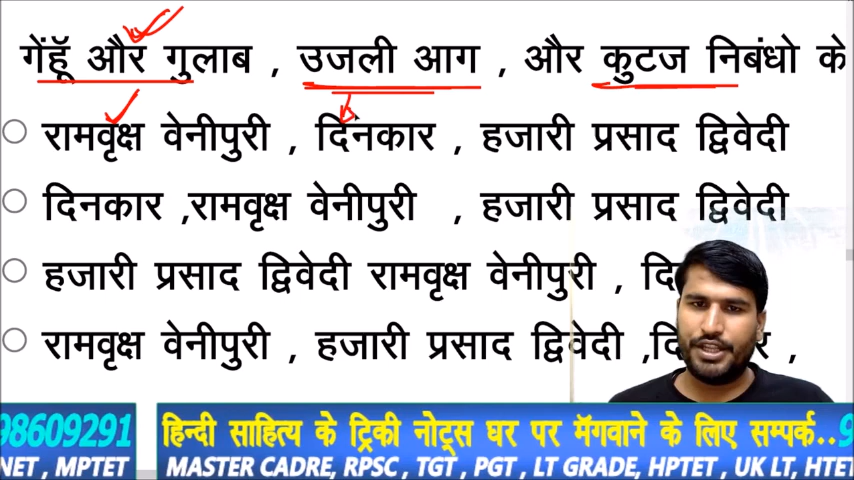 गेंहूॅ और गुलाब , उजली आग , और कुटज निबंधो के
रामवृक्ष वेनीपुरी , दिनकार , हजारी प्रसाद द्विवेदी
दिनकार ,रामवृक्ष वेनीपुरी , हजारी प्रसाद द्विवेदी
हजारी प्रसाद द्विवेदी रामवृक्ष वेनीपुरी ,
रामवृक्ष वेनीपुरी , हजारी प्रसाद द्विवेदी ,
98609291 हिन्दी साहित्य के ट्रिकी नोट्स घर पर मॅगवाने के लिए सम्पर्क..9
NET , MPTET MASTER CADRE, RPSC , TGT , PGT , LT GRADE, HPTET , UK LT, HTET